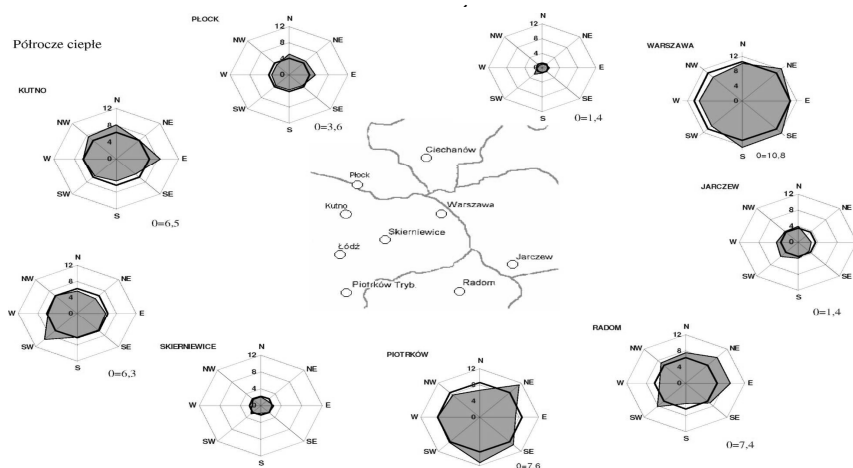 Półrocze ciepłe
PŁOCK
N
12
8
4
0
NW
NE
W
E
SW
SE
S
0=3,6
N
12
8
4
0
NW
NE
W
E
SW
SE
S
0=1,4
WARSZAWA
N
12
8
4
0
NW
NE
W
E
SW
SE
S
0=10,8
KUTNO
N
12
8
4
0
NW
NE
W
E
SW
SE
S
0=6,5
Ciechanów
Płock
Kutno
Warszawa
Skierniewice
Łódź
Jarczew
Piotrków Tryb.
Radom
JARCZEW
N
12
8
4
0
NW
NE
W
E
SW
SE
S
0=1,4
N
12
8
4
0
NW
NE
W
E
SW
SE
S
0=6,3
SKIERNIEWICE
N
12
8
4
0
NW
NE
W
E
SW
SE
S
PIOTRKÓW
N
12
8
4
0
NW
NE
W
E
SW
SE
S
0=7,6
RADOM
N
12
8
4
0
NW
NE
W
E
SW
SE
S
0=7,4